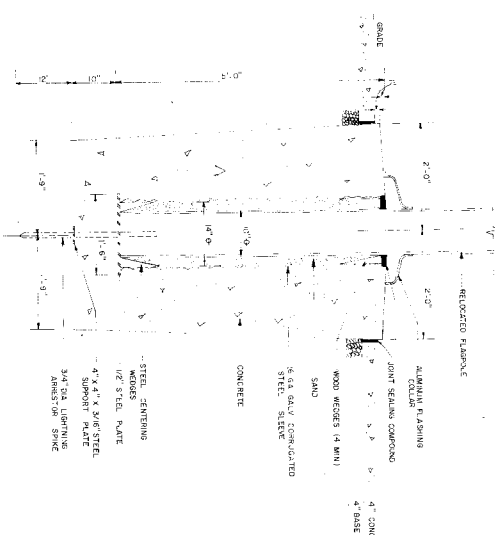 GRADE
12'
10"
5'.0"
2'-0"
1'-9"
14" Θ
10" Θ
1'-6"
1'-9"
2'-0"
RELOCATED FLAGPOLE
ALUMINUM FLASHING
COLLAR
JOINT SEALING COMPOUND
WOOD WEDGES (4 MIN)
SAND
16 GA GALV CORRUGATED
STEEL SLEEVE
CONCRETE
STEEL CENTERING
WEDGES
1/2" STEEL PLATE
4" X 4" X 3/16" STEEL
SUPPORT PLATE
3/4" DIA LIGHTNING
ARRESTOR SPIKE
4" CONC
4" BASE